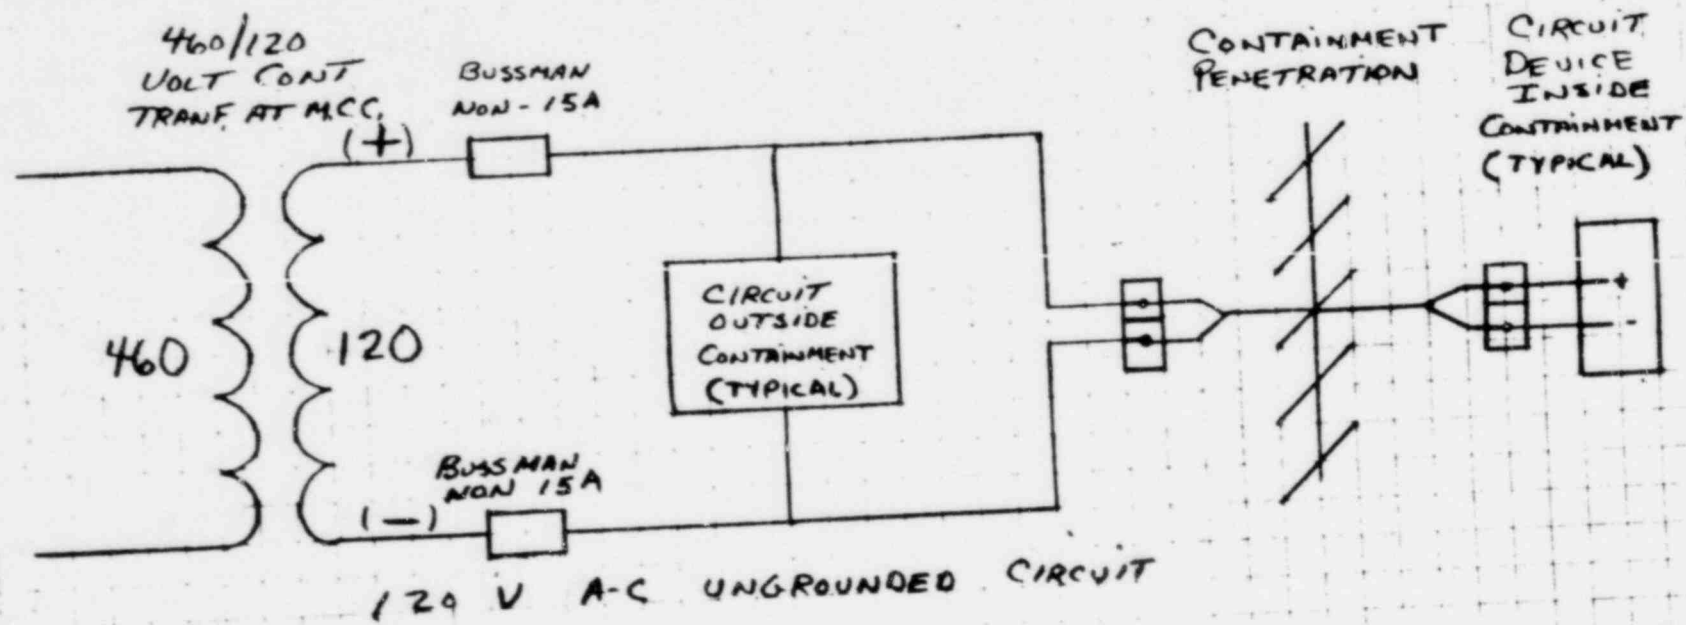 460/120
VOLT CONT
TRANF. AT M.C.C.
(+)
BUSSMAN
NON-15A
CONTAINMENT
PENETRATION
CIRCUIT
DEVICE
INSIDE
CONTAINMENT
(TYPICAL)
460
120
CIRCUIT
OUTSIDE
CONTAINMENT
(TYPICAL)
+
-
BUSSMAN
NON 15A
(-)
120 V A-C UNGROUNDED CIRCUIT